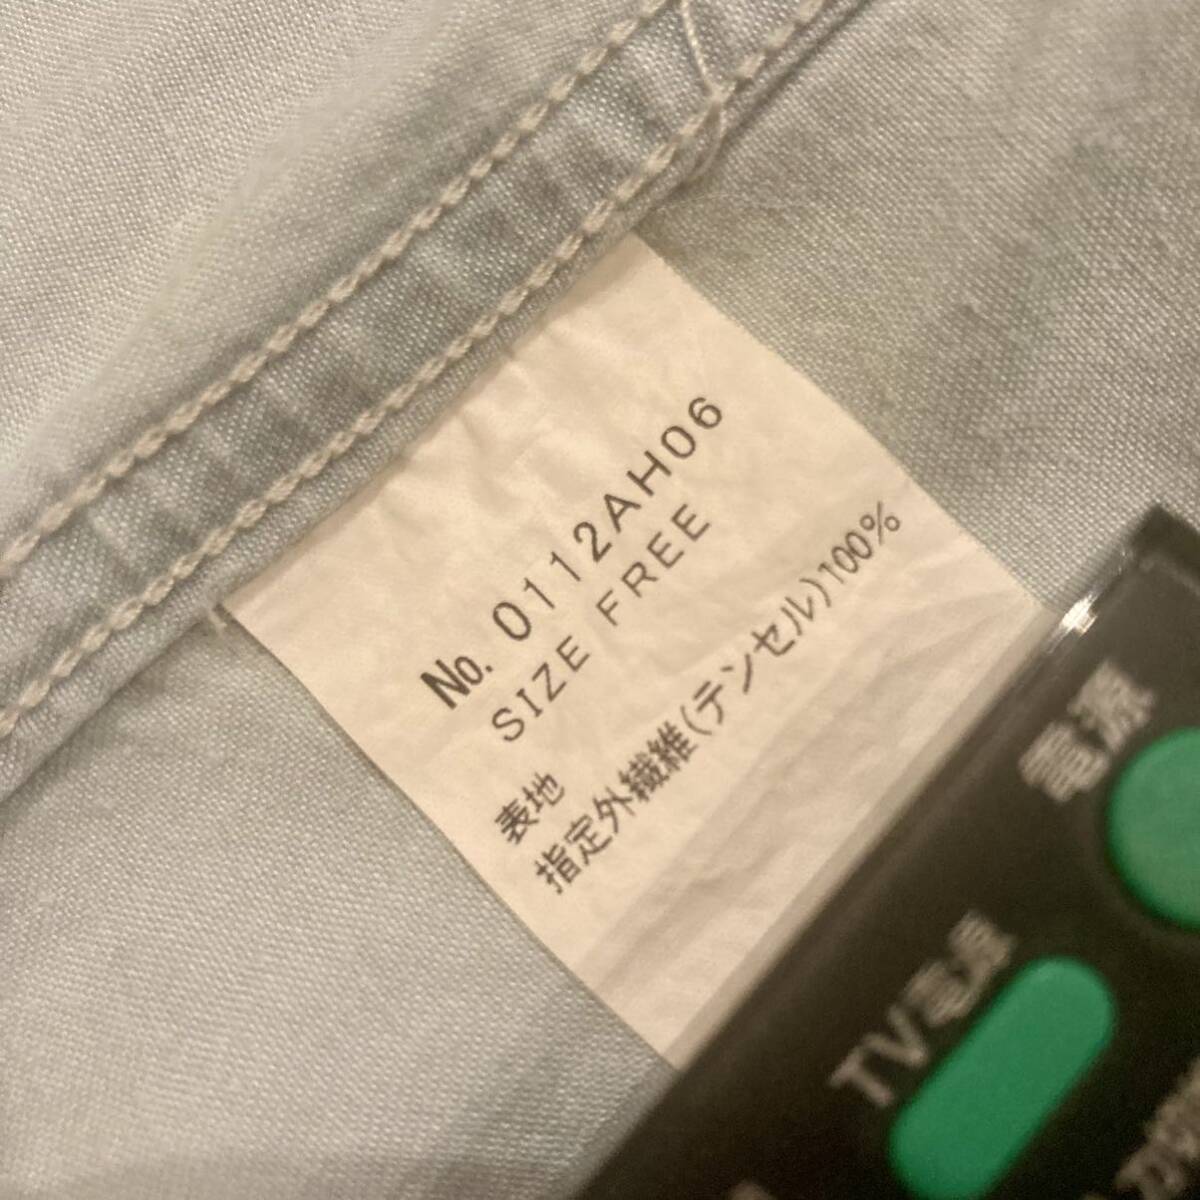 No. 0112AH06
SIZE FREE
表地
指定外繊維(テンセル)100%
電源
TV電源